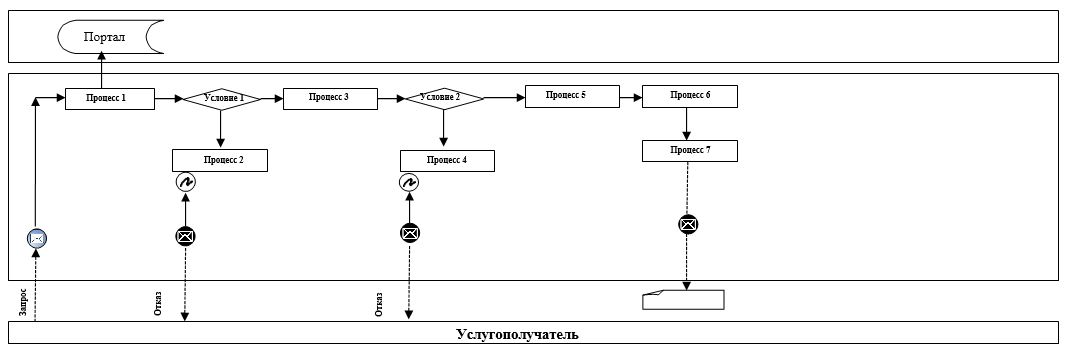 Портал
Процесс 1
Условие 1
Процесс 3
Условие 2
Процесс 5
Процесс 6
Процесс 2
Процесс 4
Процесс 7
Запрос
Отказ
Отказ
Услугополучатель